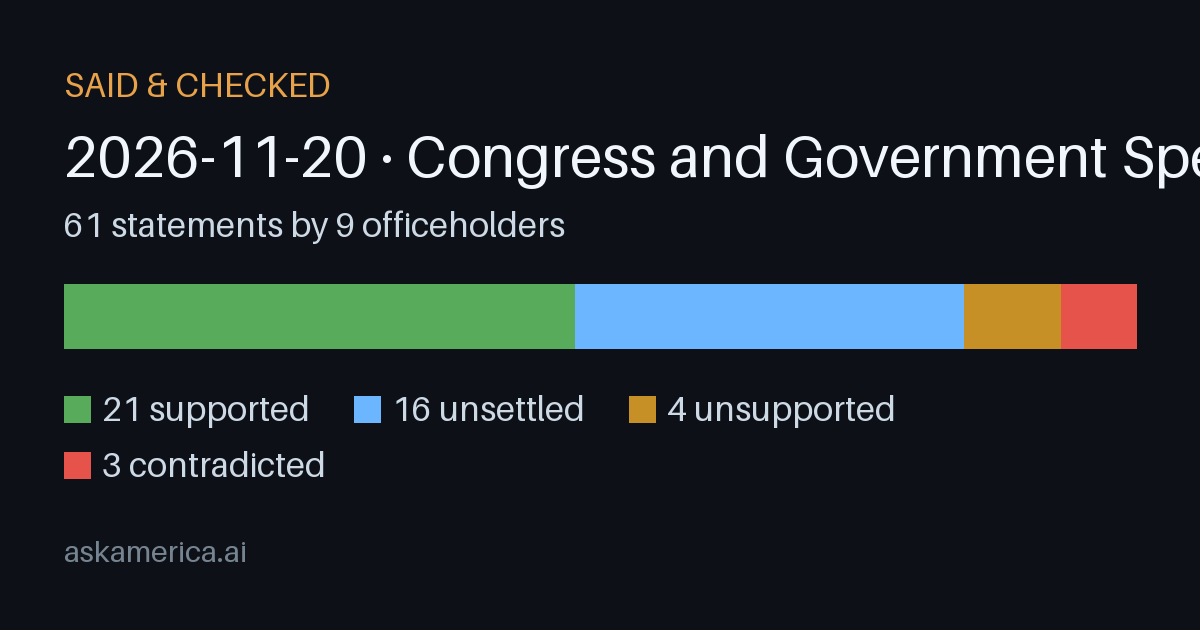 SAID & CHECKED
2026-11-20 · Congress and Government Spe
61 statements by 9 officeholders
21 supported
16 unsettled
4 unsupported
3 contradicted
askamerica.ai